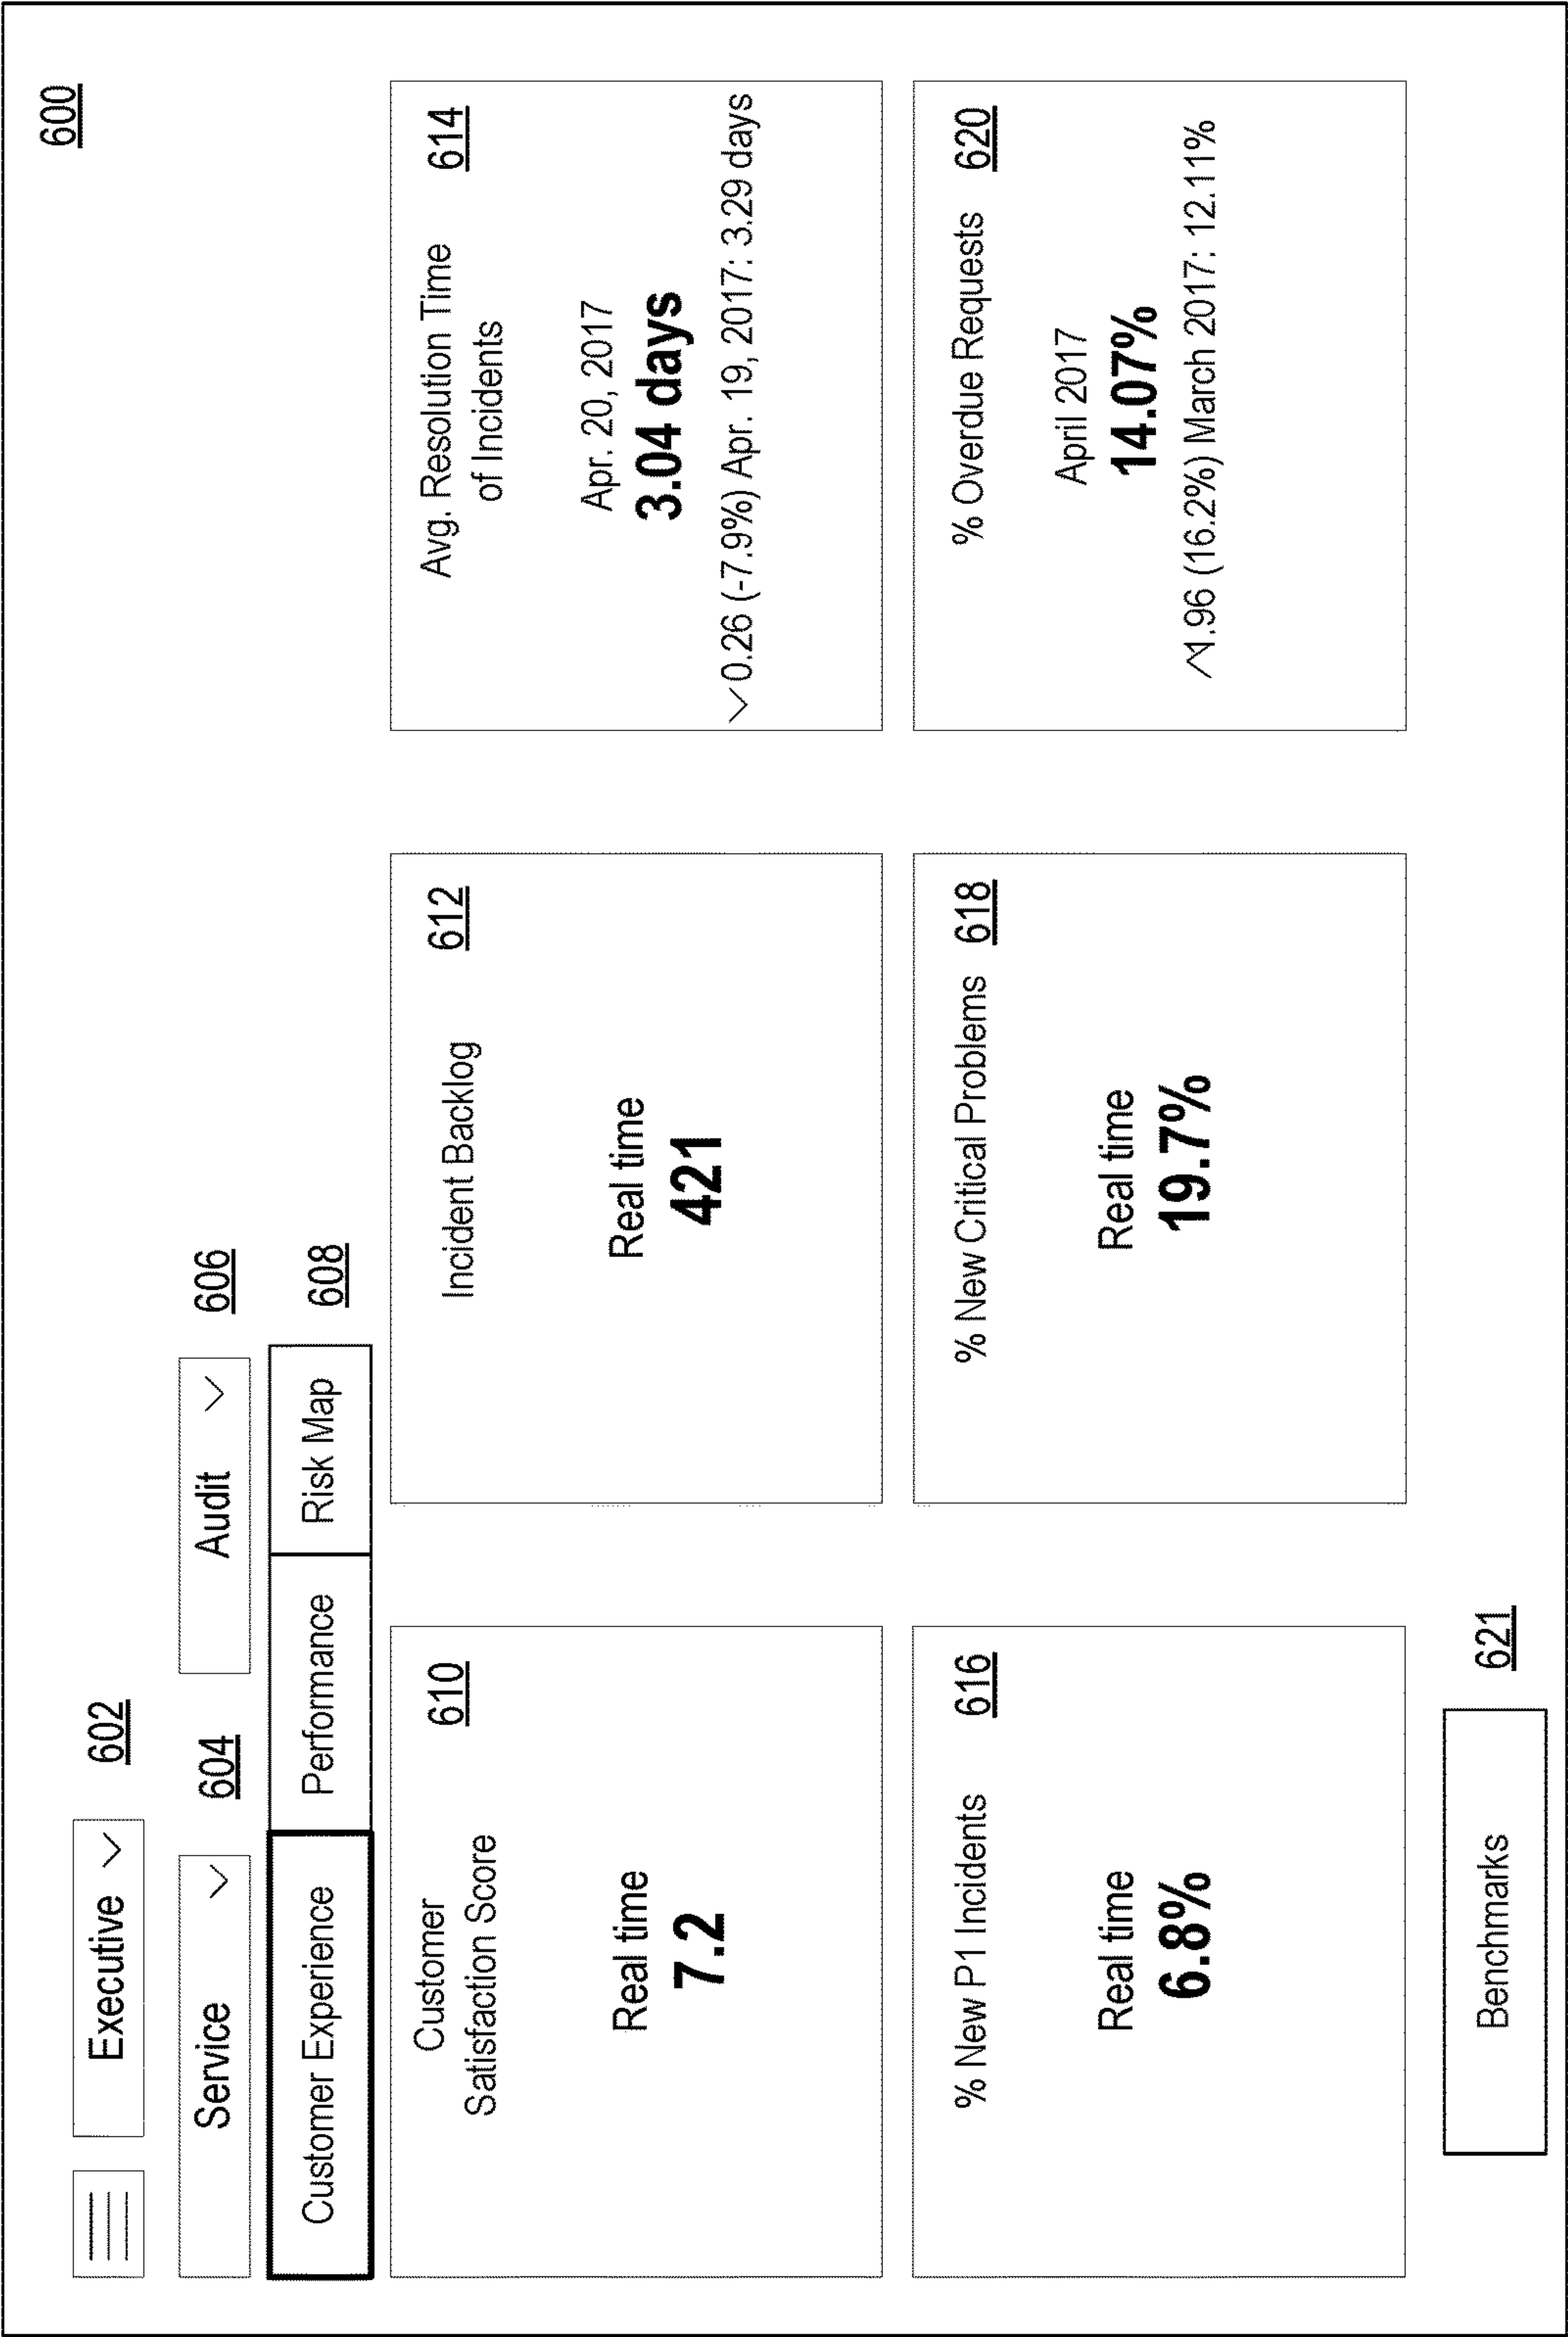 600
Executive 602
Service 604 Audit 606
Customer Experience Performance Risk Map 608
Customer
Satisfaction Score
610
Real time
7.2
Incident Backlog
612
Real time
421
Avg. Resolution Time
of Incidents
614
Apr. 20, 2017
3.04 days
0.26 (-7.9%) Apr. 19, 2017: 3.29 days
% New P1 Incidents 616
Real time
6.8%
% New Critical Problems 618
Real time
19.7%
% Overdue Requests 620
April 2017
14.07%
1.96 (16.2%) March 2017: 12.11%
Benchmarks 621